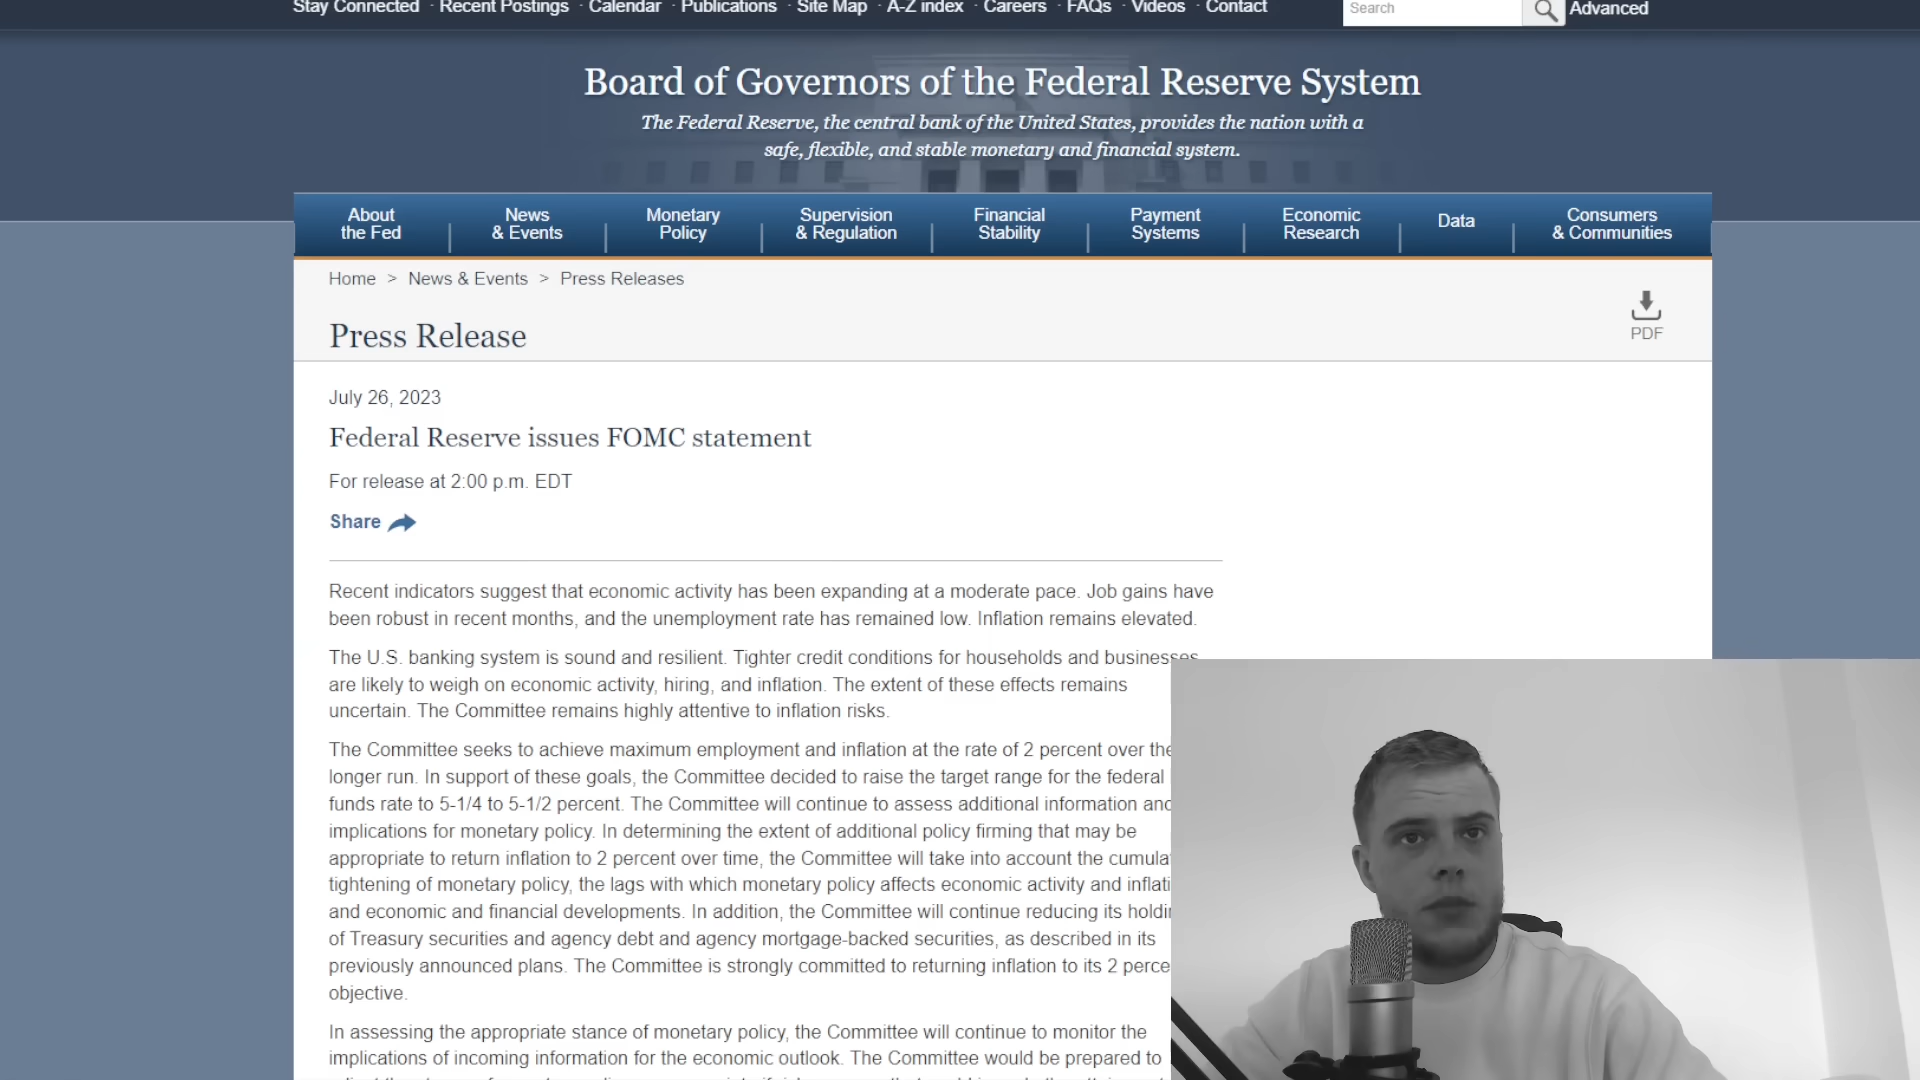 Stay Connected · Recent Postings · Calendar · Publications · Site Map · A-Z index · Careers · FAQs · Videos · Contact
Search
Advanced
Board of Governors of the Federal Reserve System
The Federal Reserve, the central bank of the United States, provides the nation with a
safe, flexible, and stable monetary and financial system.
About
the Fed
News
& Events
Monetary
Policy
Supervision
& Regulation
Financial
Stability
Payment
Systems
Economic
Research
Data
Consumers
& Communities
Home > News & Events > Press Releases
PDF
Press Release
July 26, 2023
Federal Reserve issues FOMC statement
For release at 2:00 p.m. EDT
Share
Recent indicators suggest that economic activity has been expanding at a moderate pace. Job gains have
been robust in recent months, and the unemployment rate has remained low. Inflation remains elevated.
The U.S. banking system is sound and resilient. Tighter credit conditions for households and businesses
are likely to weigh on economic activity, hiring, and inflation. The extent of these effects remains
uncertain. The Committee remains highly attentive to inflation risks.
The Committee seeks to achieve maximum employment and inflation at the rate of 2 percent over the
longer run. In support of these goals, the Committee decided to raise the target range for the federal
funds rate to 5-1/4 to 5-1/2 percent. The Committee will continue to assess additional information and
implications for monetary policy. In determining the extent of additional policy firming that may be
appropriate to return inflation to 2 percent over time, the Committee will take into account the
tightening of monetary policy, the lags with which monetary policy affects economic activity and
and economic and financial developments. In addition, the Committee will continue reducing its
of Treasury securities and agency debt and agency mortgage-backed securities, as described in its
previously announced plans. The Committee is strongly committed to returning inflation to its 2
objective.
In assessing the appropriate stance of monetary policy, the Committee will continue to monitor the
implications of incoming information for the economic outlook. The Committee would be prepared to